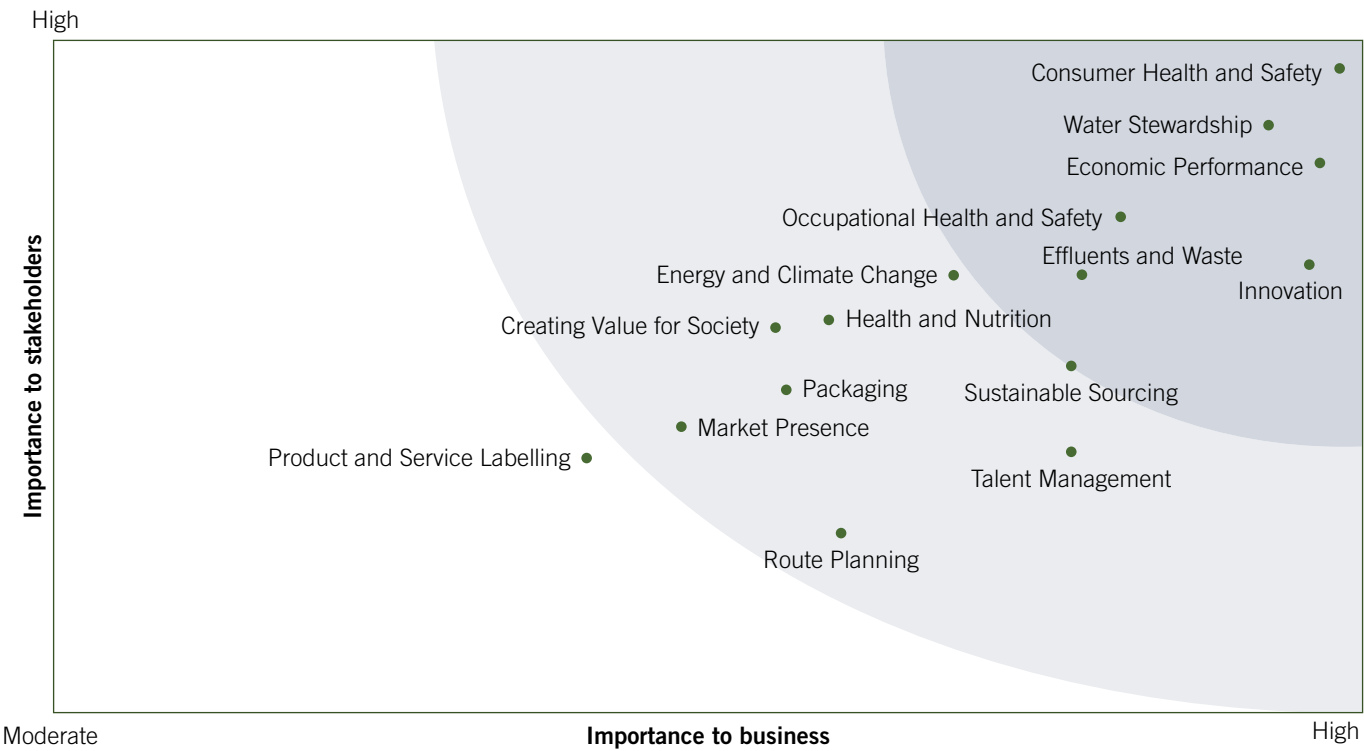 High
Consumer Health and Safety
Water Stewardship
Economic Performance
Occupational Health and Safety
Effluents and Waste
Energy and Climate Change
Innovation
Health and Nutrition
Creating Value for Society
Packaging
Sustainable Sourcing
Market Presence
Product and Service Labelling
Talent Management
Route Planning
Importance to stakeholders
Moderate
Importance to business
High